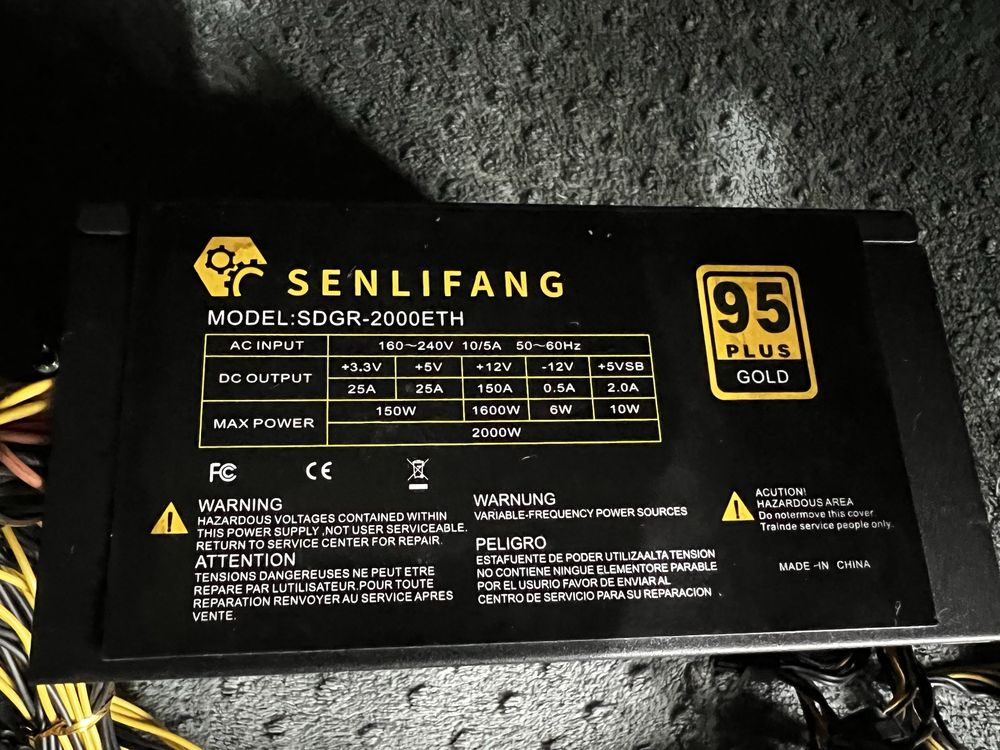 SENLIFANG
MODEL:SDGR-2000ETH
AC INPUT 160~240V 10/5A 50~60Hz
DC OUTPUT +3.3V +5V +12V -12V +5VSB
25A 25A 150A 0.5A 2.0A
MAX POWER 150W 1600W 6W 10W
2000W
95
PLUS
GOLD
FC CE
WARNING
HAZARDOUS VOLTAGES CONTAINED WITHIN
THIS POWER SUPPLY ,NOT USER SERVICEABLE.
RETURN TO SERVICE CENTER FOR REPAIR.
ATTENTION
TENSIONS DANGEREUSES NE PEUT ETRE
REPARE PAR LUTILISATEUR.POUR TOUTE
REPARATION RENVOYER AU SERVICE APRES
VENTE.
WARNUNG
VARIABLE-FREQUENCY POWER SOURCES
PELIGRO
ESTAFUENTE DE PODER UTILIZAALTA TENSION
NO CONTIENE NINGUE ELEMENTORE PARABLE
POR EL USURIO FAVOR DE ENVIAR AL
CENTRO DE SERVICIO PARA SU REPARACION .
ACUTION!
HAZARDOUS AREA
Do notermove this cover.
Trainde service people only.
MADE -IN CHINA